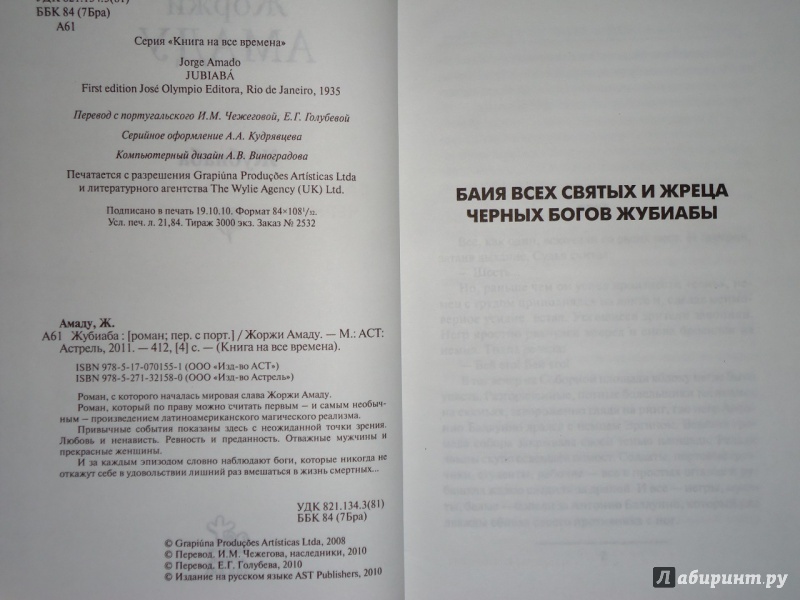 УДК 821.134.3(81)
ББК 84 (7Бра)
А61
Серия «Книга на все времена»
Jorge Amado
JUBIABÁ
First edition José Olympio Editora, Rio de Janeiro, 1935
Перевод с португальского И.М. Чежеговой, Е.Г. Голубевой
Серийное оформление А.А. Кудрявцева
Компьютерный дизайн А.В. Виноградова
Печатается с разрешения Grapiúna Produções Artísticas Ltda
и литературного агентства The Wylie Agency (UK) Ltd.
Подписано в печать 19.10.10. Формат 84×108¹/₃₂.
Усл. печ. л. 21,84. Тираж 3000 экз. Заказ № 2532
Амаду, Ж.
А61 Жубиаба : [роман; пер. с порт.] / Жоржи Амаду. — М.: АСТ:
Астрель, 2011. — 412, [4] с. — (Книга на все времена).
ISBN 978-5-17-070155-1 (ООО «Изд-во АСТ»)
ISBN 978-5-271-32158-0 (ООО «Изд-во Астрель»)
Роман, с которого началась мировая слава Жоржи Амаду.
Роман, который по праву можно считать первым — и самым необыч-
ным — произведением латиноамериканского магического реализма.
Привычные события показаны здесь с неожиданной точки зрения.
Любовь и ненависть. Ревность и преданность. Отважные мужчины и
прекрасные женщины.
И за каждым эпизодом словно наблюдают боги, которые никогда не
откажут себе в удовольствии лишний раз вмешаться в жизнь смертных...
УДК 821.134.3(81)
ББК 84 (7Бра)
© Grapiúna Produções Artísticas Ltda, 2008
© Перевод. И.М. Чежегова, наследники, 2010
© Перевод. Е.Г. Голубева, 2010
© Издание на русском языке AST Publishers, 2010
БАИЯ ВСЕХ СВЯТЫХ И ЖРЕЦА
ЧЕРНЫХ БОГОВ ЖУБИАБЫ
Лабиринт.ру